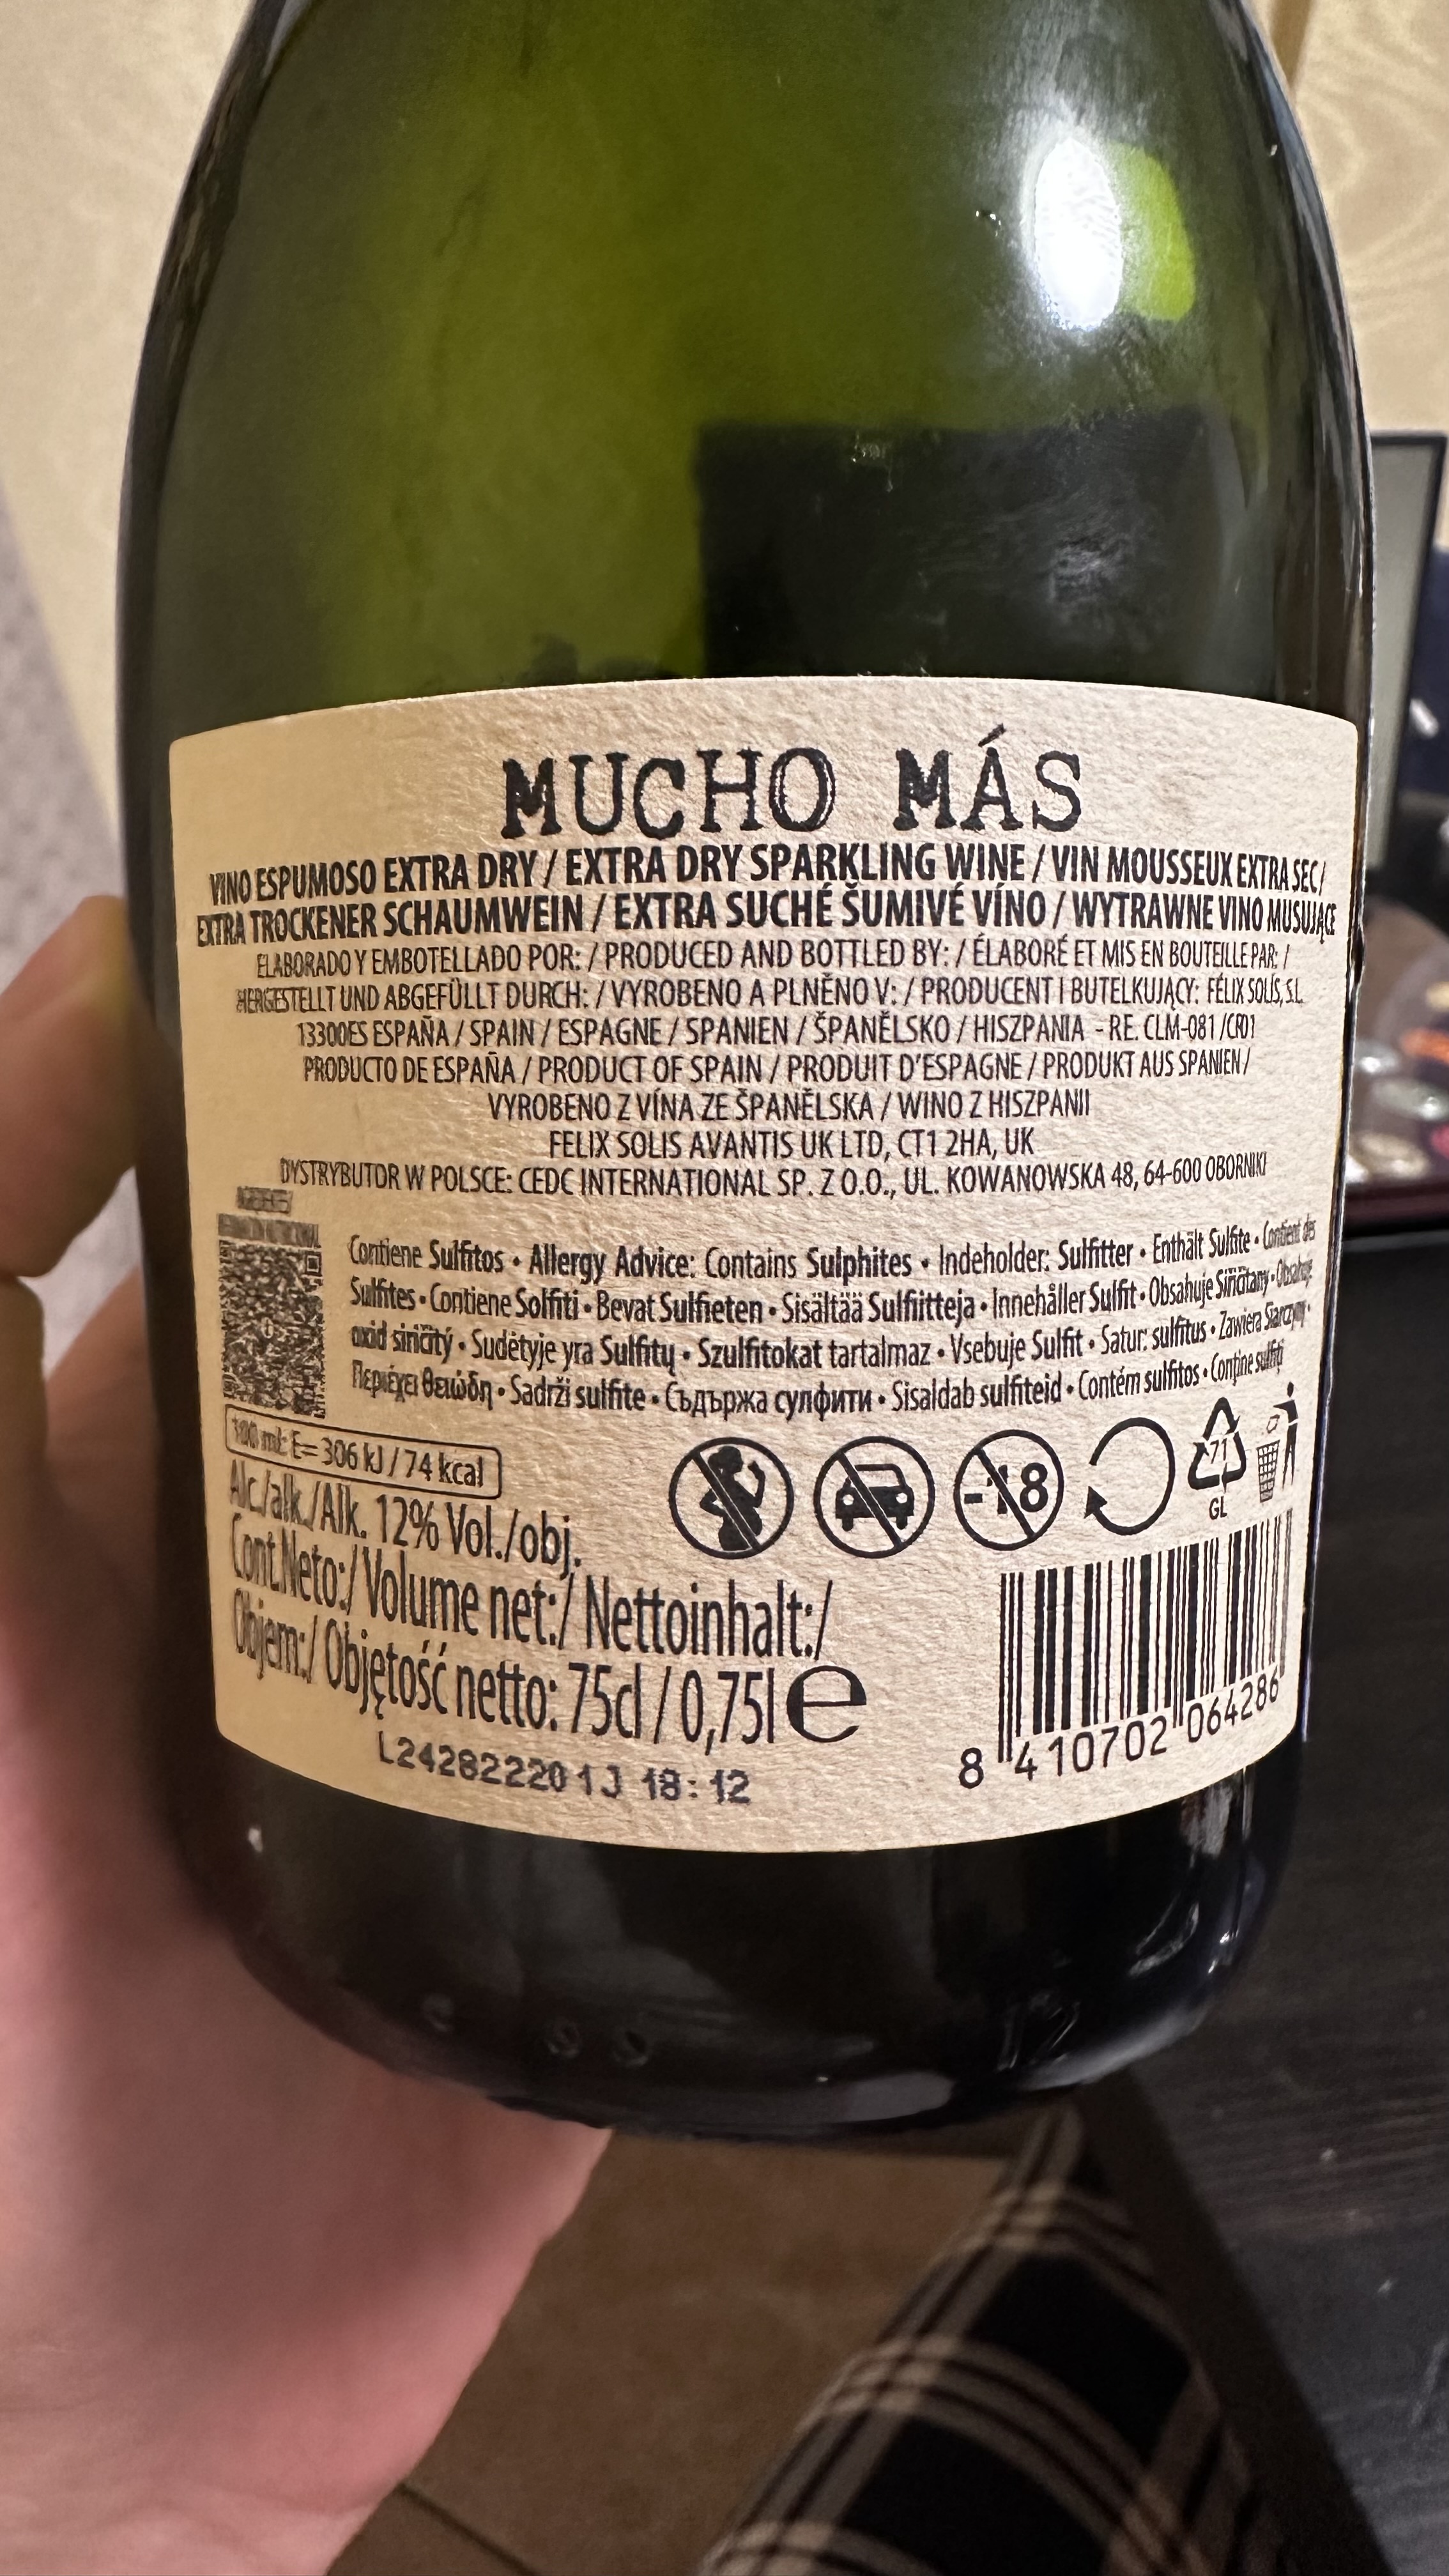 MUCHO MÁS
VINO ESPUMOSO EXTRA DRY / EXTRA DRY SPARKLING WINE / VIN MOUSSEUX EXTRA SEC /
EXTRA TROCKENER SCHAUMWEIN / EXTRA SUCHÉ ŠUMIVÉ VÍNO / WYTRAWNE VINO MUSUJĄCE
ELABORADO Y EMBOTELLADO POR: / PRODUCED AND BOTTLED BY: / ÉLABORÉ ET MIS EN BOUTEILLE PAR: /
HERGESTELLT UND ABGEFÜLLT DURCH: / VYROBENO A PLNĚNO V: / PRODUCENT I BUTELKUJĄCY: FÉLIX SOLÍS, S.L.
13300ES ESPAÑA / SPAIN / ESPAGNE / SPANIEN / ŠPANĚLSKO / HISZPANIA - RE. CLM-081 /CR01
PRODUCTO DE ESPAÑA / PRODUCT OF SPAIN / PRODUIT D'ESPAGNE / PRODUKT AUS SPANIEN /
VYROBENO Z VÍNA ZE ŠPANĚLSKA / WINO Z HISZPANII
FELIX SOLIS AVANTIS UK LTD, CT1 2HA, UK
DYSTRYBUTOR W POLSCE: CEDC INTERNATIONAL SP. Z O.O., UL. KOWANOWSKA 48, 64-600 OBORNIKI
Contiene Sulfitos • Allergy Advice: Contains Sulphites • Indeholder: Sulfitter • Enthält Sulfite • Contient des
Sulfites • Contiene Solfiti • Bevat Sulfieten • Sisältää Sulfiitteja • Innehåller Sulfit • Obsahuje Siřičitany • Obsahuje
oxid siričitý • Sudėtyje yra Sulfitų • Szulfitokat tartalmaz • Vsebuje Sulfit • Satur: sulfitus • Zawiera Siarczyny •
Περιέχει θειώδη • Sadrži sulfite • Съдържа сулфити • Sisaldab sulfiteid • Contém sulfitos • Conţine sulfiţi
100 ml: E= 306 kJ / 74 kcal
Alc./alk./Alk. 12% Vol./obj.
-18
71
GL
Cont.Neto:/ Volume net:/ Nettoinhalt:/
Objem:/ Objętość netto: 75cl / 0,75l e
L242822201J 18:12
8 410702 064286